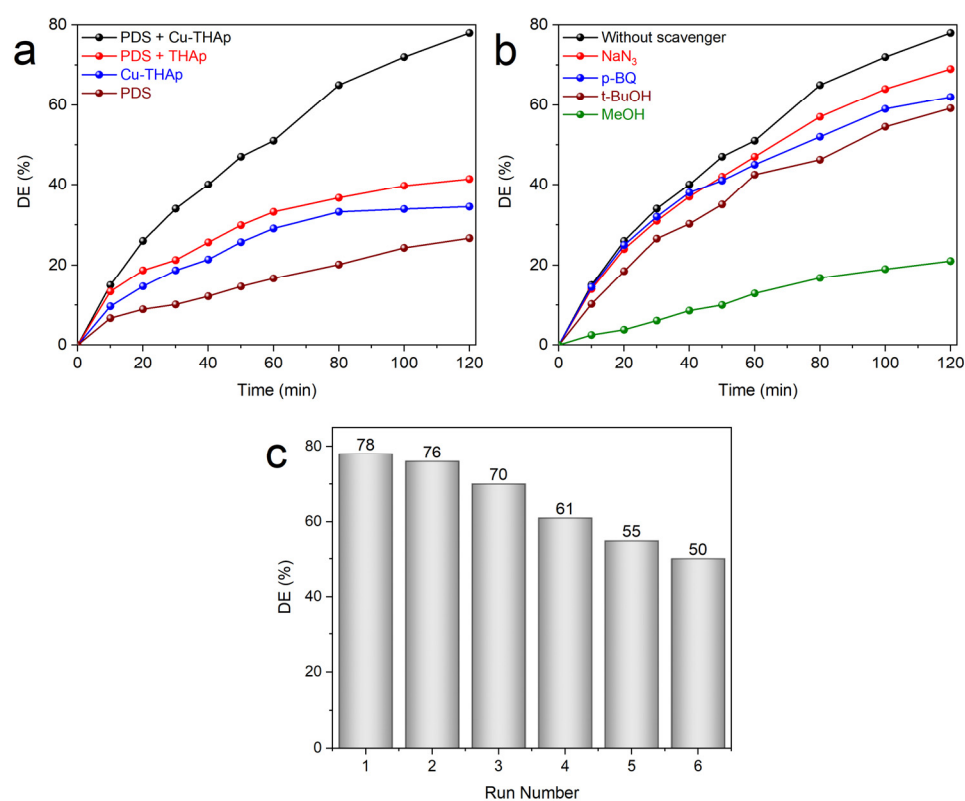 a
PDS + Cu-THAp
PDS + THAp
Cu-THAp
PDS
80
60
40
20
0
DE (%)
0 20 40 60 80 100 120
Time (min)
b
Without scavenger
NaN₃
p-BQ
t-BuOH
MeOH
80
60
40
20
0
DE (%)
0 20 40 60 80 100 120
Time (min)
c
80
60
40
20
0
DE (%)
78
76
70
61
55
50
1 2 3 4 5 6
Run Number